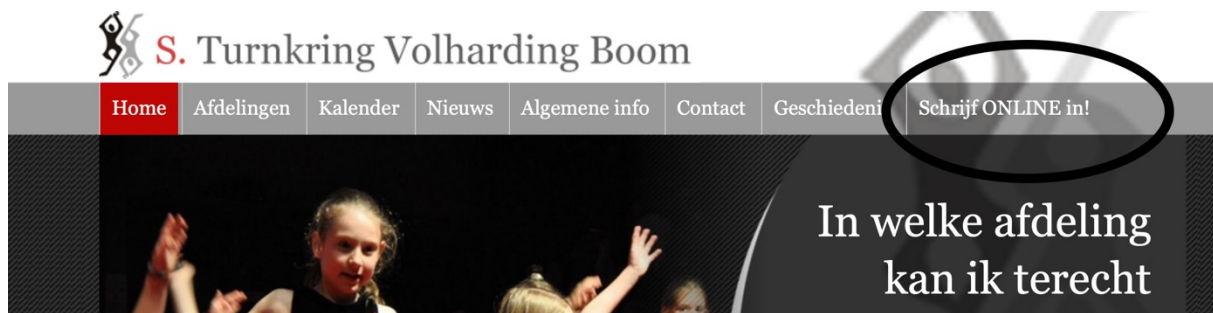 S. Turnkring Volharding Boom
Home Afdelingen Kalender Nieuws Algemene info Contact Geschiedeni Schrijf ONLINE in!
In welke afdeling
kan ik terecht